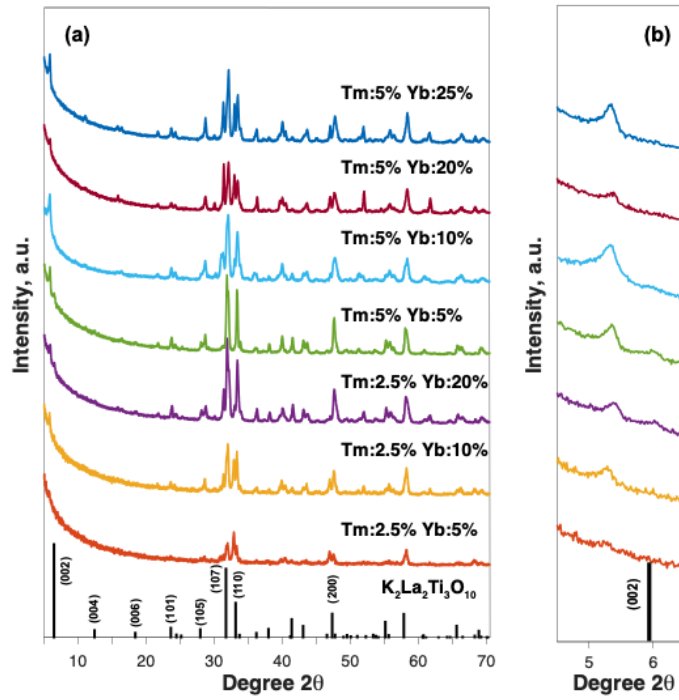 (a)
Tm:5% Yb:25%
Tm:5% Yb:20%
Tm:5% Yb:10%
Tm:5% Yb:5%
Tm:2.5% Yb:20%
Tm:2.5% Yb:10%
Tm:2.5% Yb:5%
K₂La₂Ti₃O₁₀
(002)
(004)
(006)
(101)
(105)
(107)
(110)
(200)
10 20 30 40 50 60 70
Degree 2θ
Intensity, a.u.
(b)
(002)
5 6
Degree 2θ
Intensity, a.u.